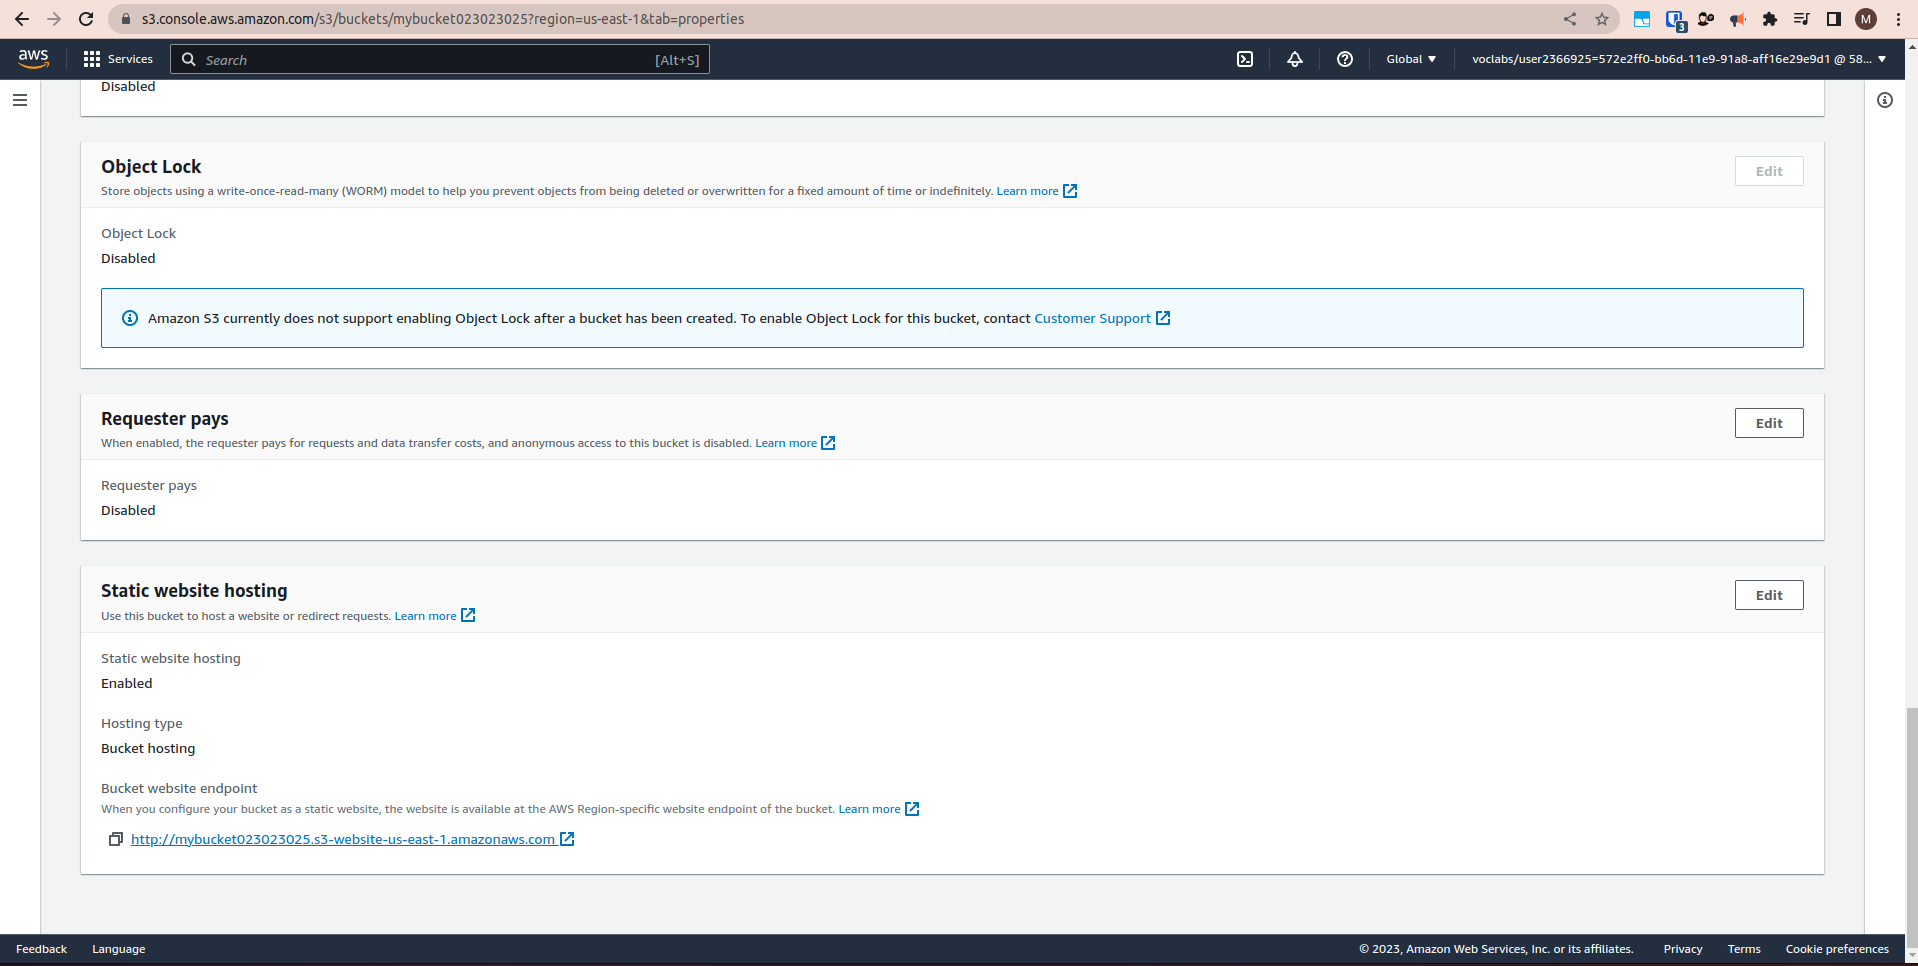 s3.console.aws.amazon.com/s3/buckets/mybucket023023025?region=us-east-1&tab=properties
3
M
aws
Services
Search
[Alt+S]
Global
voclabs/user2366925=572e2ff0-bb6d-11e9-91a8-aff16e29e9d1 @ 58...
Disabled
Object Lock
Edit
Store objects using a write-once-read-many (WORM) model to help you prevent objects from being deleted or overwritten for a fixed amount of time or indefinitely. Learn more
Object Lock
Disabled
Amazon S3 currently does not support enabling Object Lock after a bucket has been created. To enable Object Lock for this bucket, contact Customer Support
Requester pays
Edit
When enabled, the requester pays for requests and data transfer costs, and anonymous access to this bucket is disabled. Learn more
Requester pays
Disabled
Static website hosting
Edit
Use this bucket to host a website or redirect requests. Learn more
Static website hosting
Enabled
Hosting type
Bucket hosting
Bucket website endpoint
When you configure your bucket as a static website, the website is available at the AWS Region-specific website endpoint of the bucket. Learn more
http://mybucket023023025.s3-website-us-east-1.amazonaws.com
Feedback
Language
© 2023, Amazon Web Services, Inc. or its affiliates.
Privacy
Terms
Cookie preferences